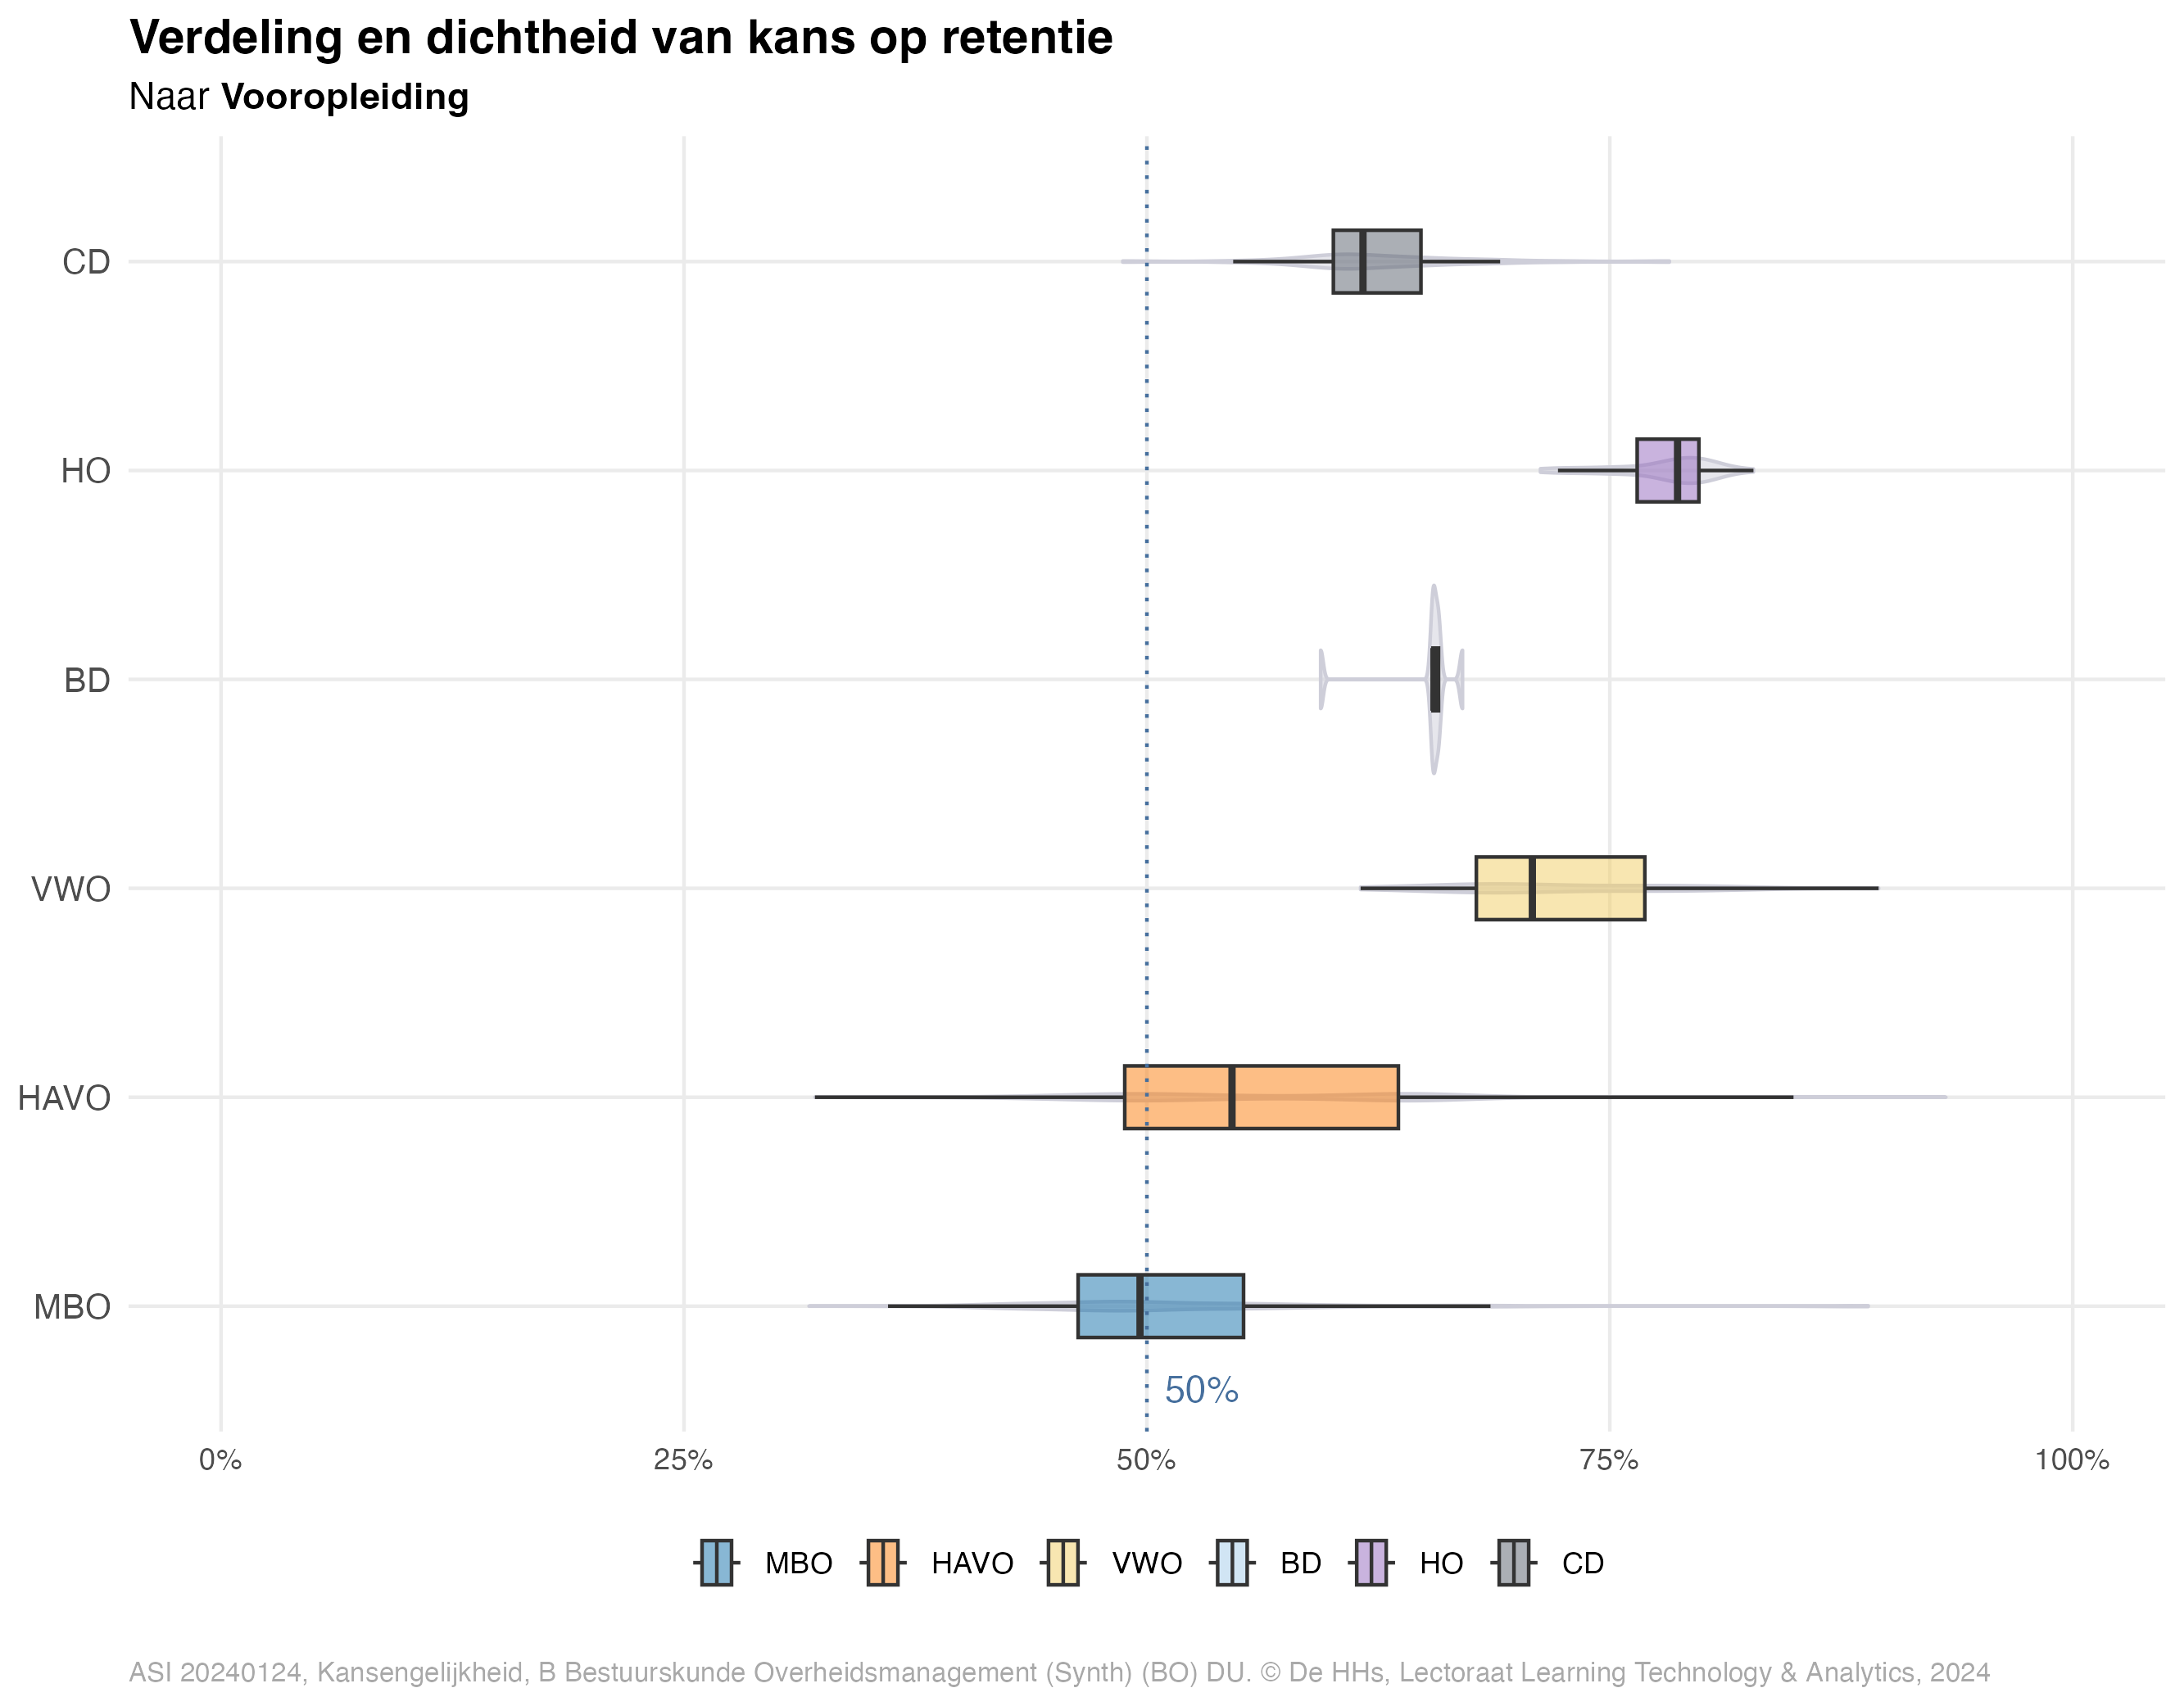 Verdeling en dichtheid van kans op retentie
Naar Vooropleiding
CD
HO
BD
VWO
HAVO
MBO
50%
0% 25% 50% 75% 100%
MBO HAVO VWO BD HO CD
ASI 20240124, Kansengelijkheid, B Bestuurskunde Overheidsmanagement (Synth) (BO) DU. © De HHs, Lectoraat Learning Technology & Analytics, 2024